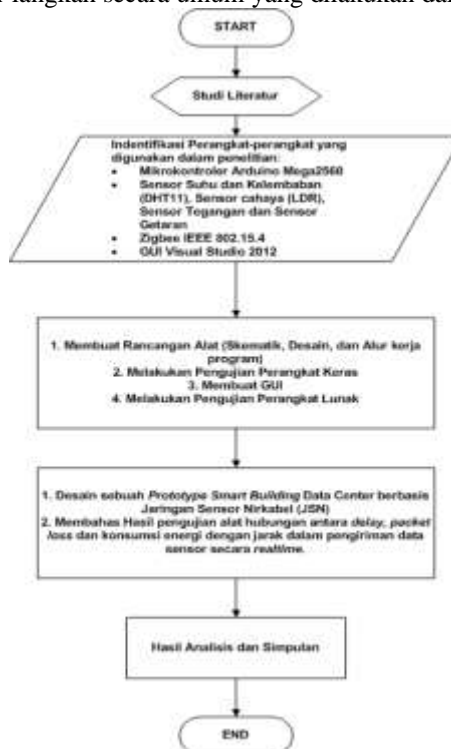 langkah secara umum yang dilakukan
START
Studi Literatur
Indentifikasi Perangkat-perangkat yang
digunakan dalam penelitian:
• Mikrokontroler Arduino Mega2560
• Sensor Suhu dan Kelembaban
(DHT11), Sensor cahaya (LDR),
Sensor Tegangan dan Sensor
Getaran
• Zigbee IEEE 802.15.4
• GUI Visual Studio 2012
1. Membuat Rancangan Alat (Skematik, Desain, dan Alur kerja
program)
2. Melakukan Pengujian Perangkat Keras
3. Membuat GUI
4. Melakukan Pengujian Perangkat Lunak
1. Desain sebuah Prototype Smart Building Data Center berbasis
Jaringan Sensor Nirkabel (JSN)
2. Membahas Hasil pengujian alat hubungan antara delay, packet
loss dan konsumsi energi dengan jarak dalam pengiriman data
sensor secara realtime.
Hasil Analisis dan Simpulan
END